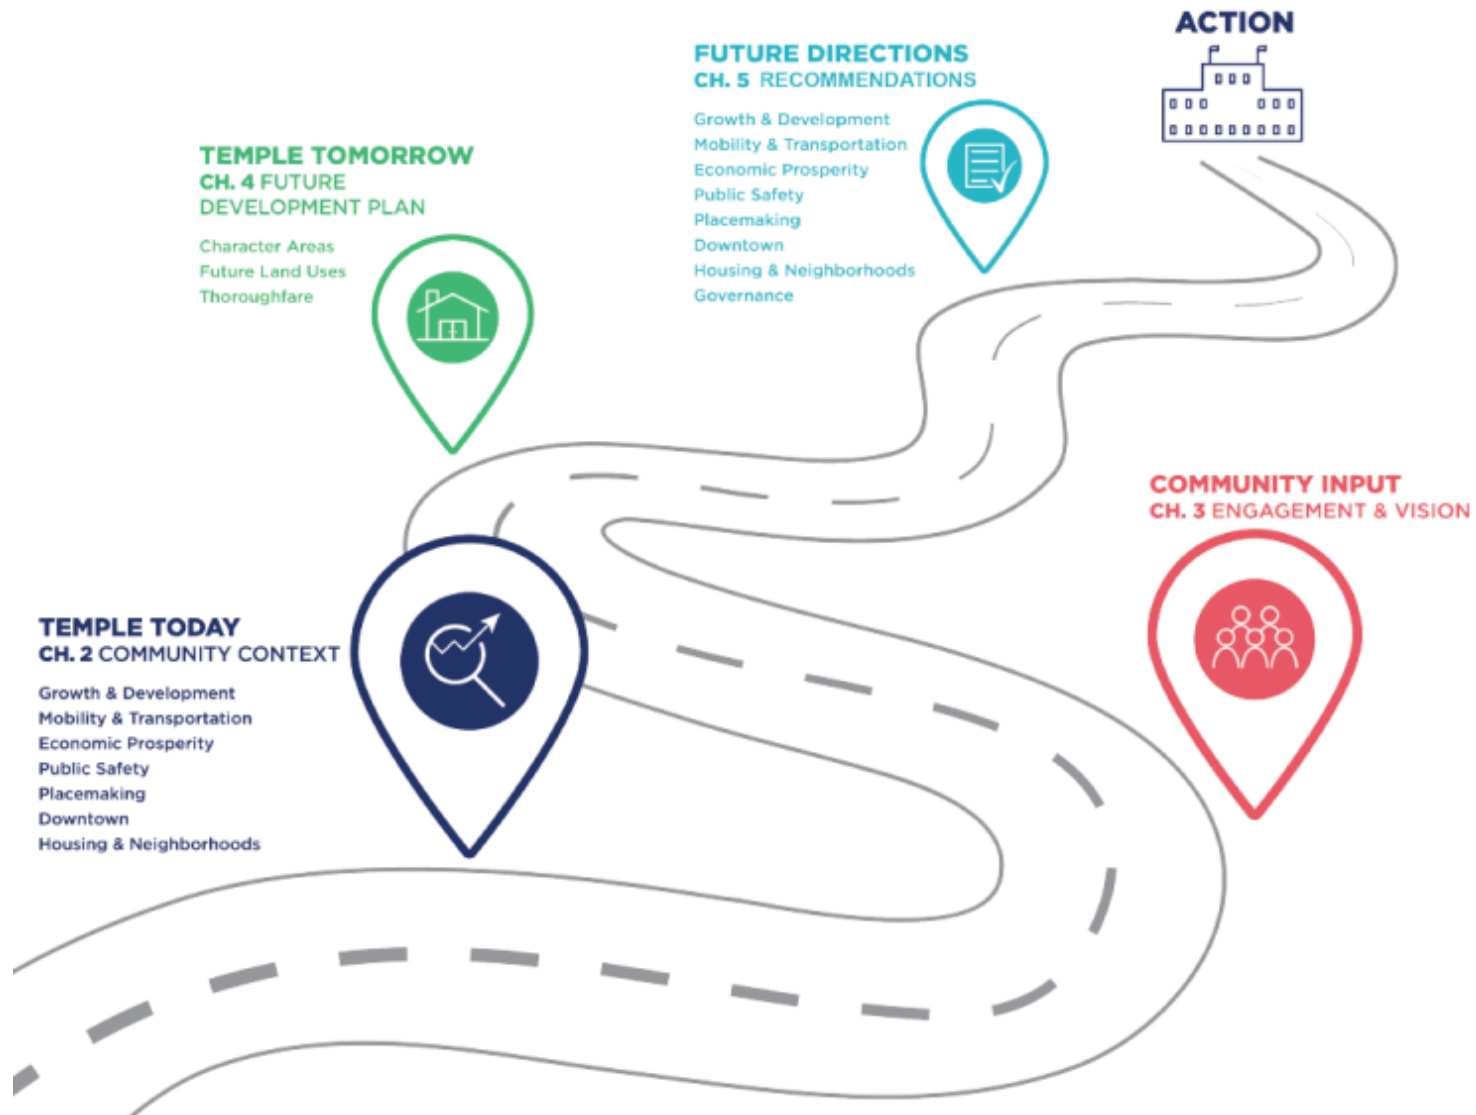 ACTION
FUTURE DIRECTIONS
CH. 5 RECOMMENDATIONS
Growth & Development
Mobility & Transportation
Economic Prosperity
Public Safety
Placemaking
Downtown
Housing & Neighborhoods
Governance
TEMPLE TOMORROW
CH. 4 FUTURE
DEVELOPMENT PLAN
Character Areas
Future Land Uses
Thoroughfare
COMMUNITY INPUT
CH. 3 ENGAGEMENT & VISION
TEMPLE TODAY
CH. 2 COMMUNITY CONTEXT
Growth & Development
Mobility & Transportation
Economic Prosperity
Public Safety
Placemaking
Downtown
Housing & Neighborhoods